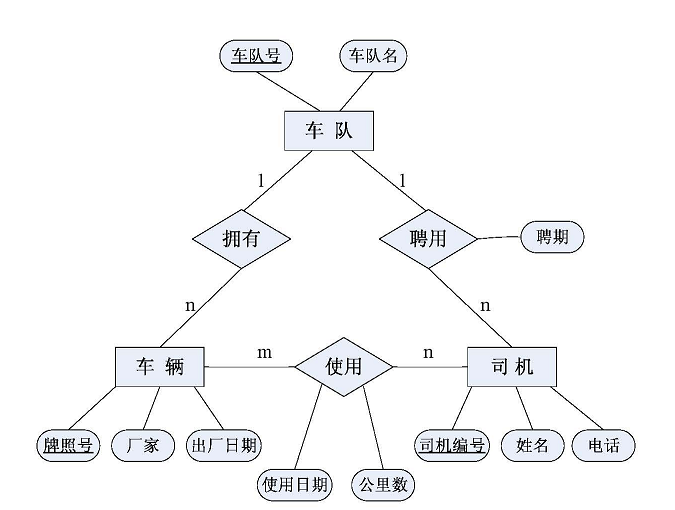 车队号
车队名
车 队
1
1
拥有
聘用
聘期
n
n
车 辆
m
使用
n
司 机
牌照号
厂家
出厂日期
司机编号
姓名
电话
使用日期
公里数